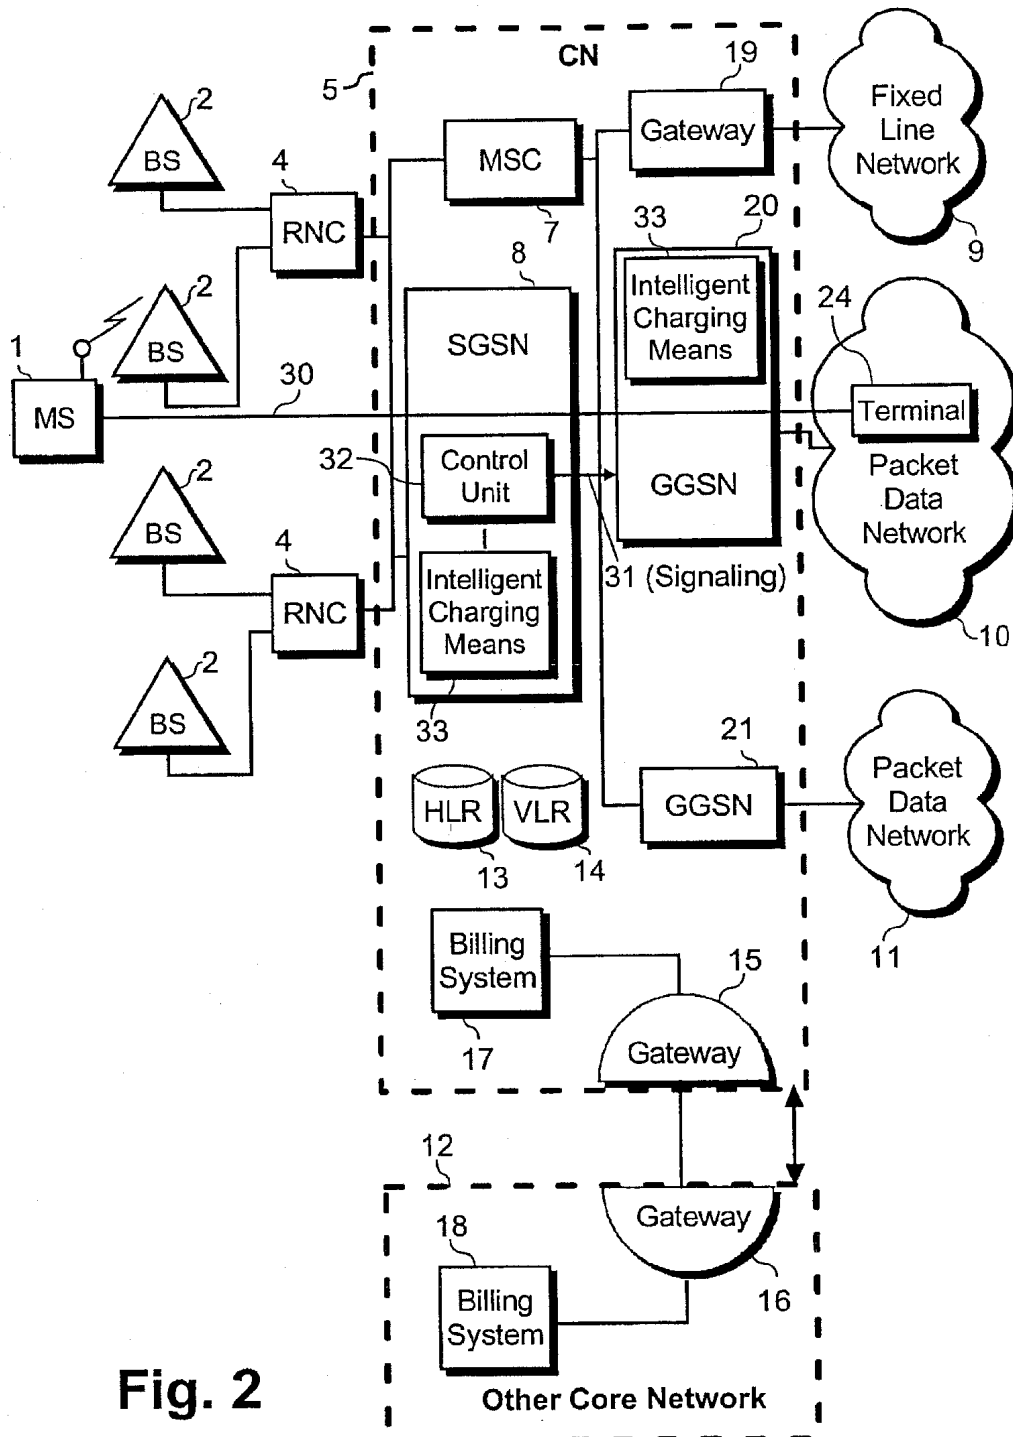 CN
5
2
BS
4
RNC
MSC
7
19
Gateway
Fixed
Line
Network
9
2
BS
1
MS
30
8
SGSN
33
20
Intelligent
Charging
Means
24
Terminal
32
Control
Unit
GGSN
Packet
Data
Network
10
2
BS
4
RNC
31 (Signaling)
Intelligent
Charging
Means
33
2
BS
21
GGSN
Packet
Data
Network
11
HLR
13
VLR
14
Billing
System
17
15
Gateway
12
Gateway
16
18
Billing
System
Other Core Network
Fig. 2